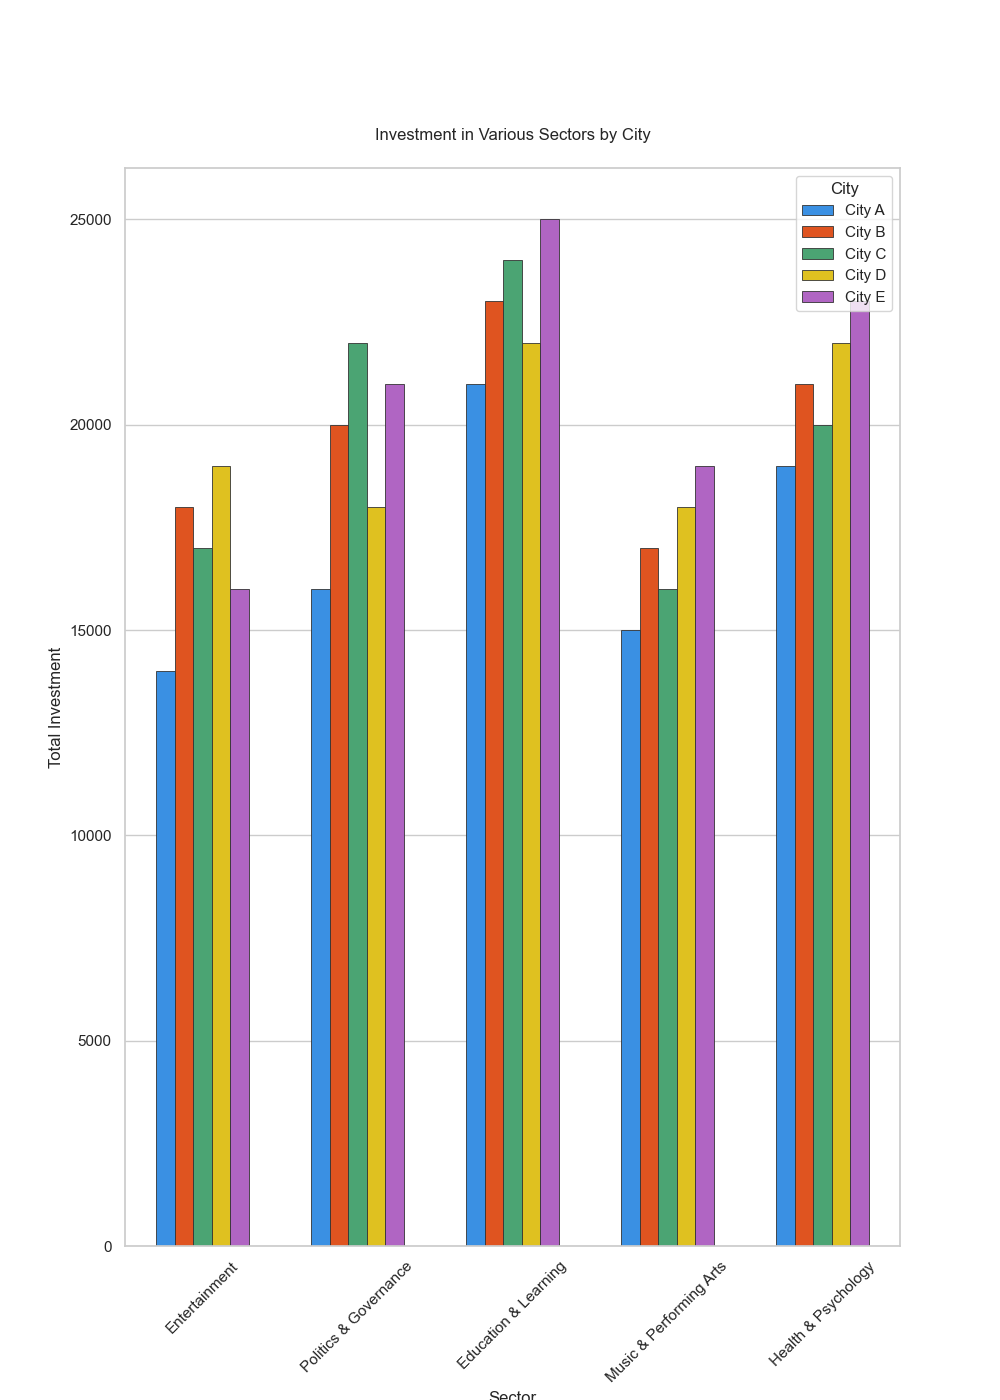 Investment in Various Sectors by City
City
City A
City B
City C
City D
City E
25000
20000
15000
10000
5000
0
Total Investment
Entertainment
Politics & Governance
Education & Learning
Music & Performing Arts
Health & Psychology
Sector